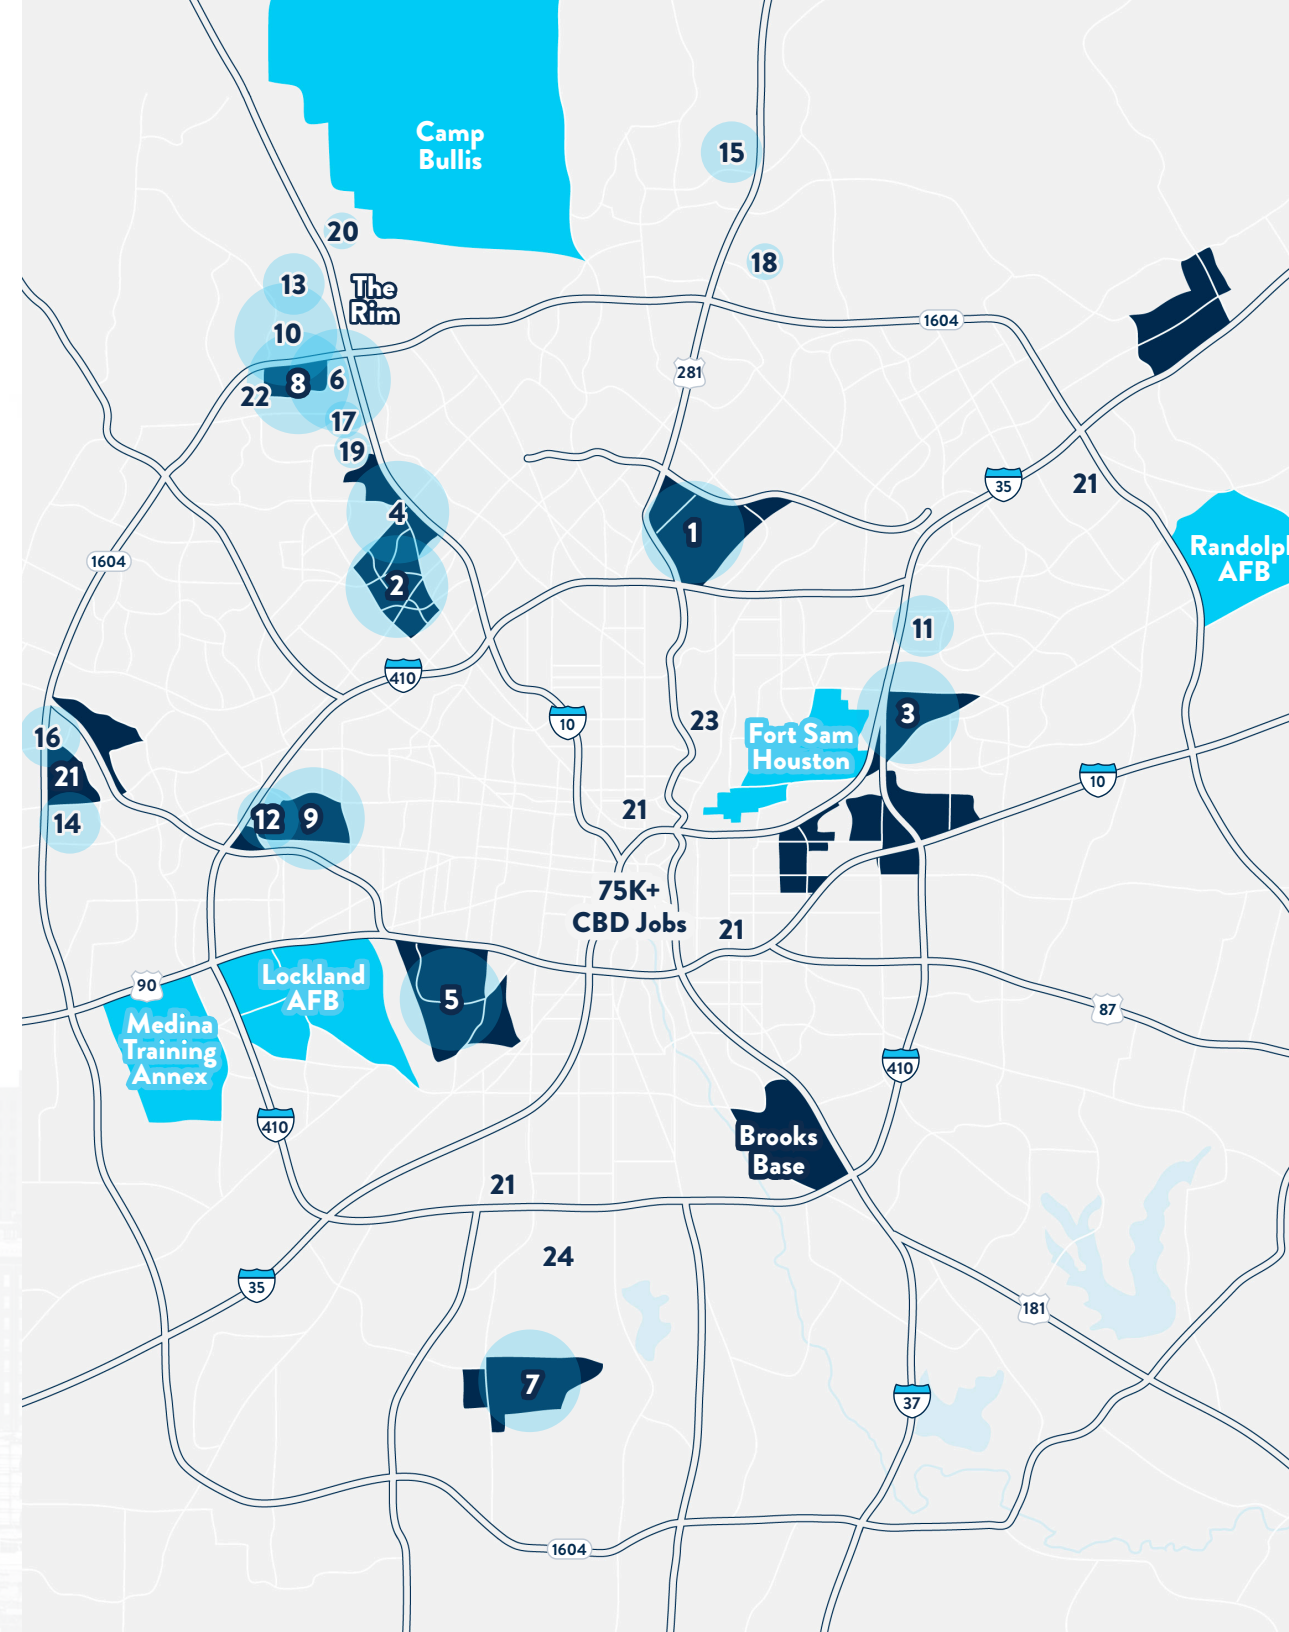 Camp
Bullis
15
20
18
13
The
Rim
10
1604
281
8
6
22
17
19
35
21
4
1
Randolph
AFB
1604
2
11
410
10
3
16
23
Fort Sam
Houston
21
10
14
12
9
21
75K+
CBD Jobs
21
90
Lockland
AFB
5
87
Medina
Training
Annex
410
410
Brooks
Base
21
24
35
181
7
37
1604